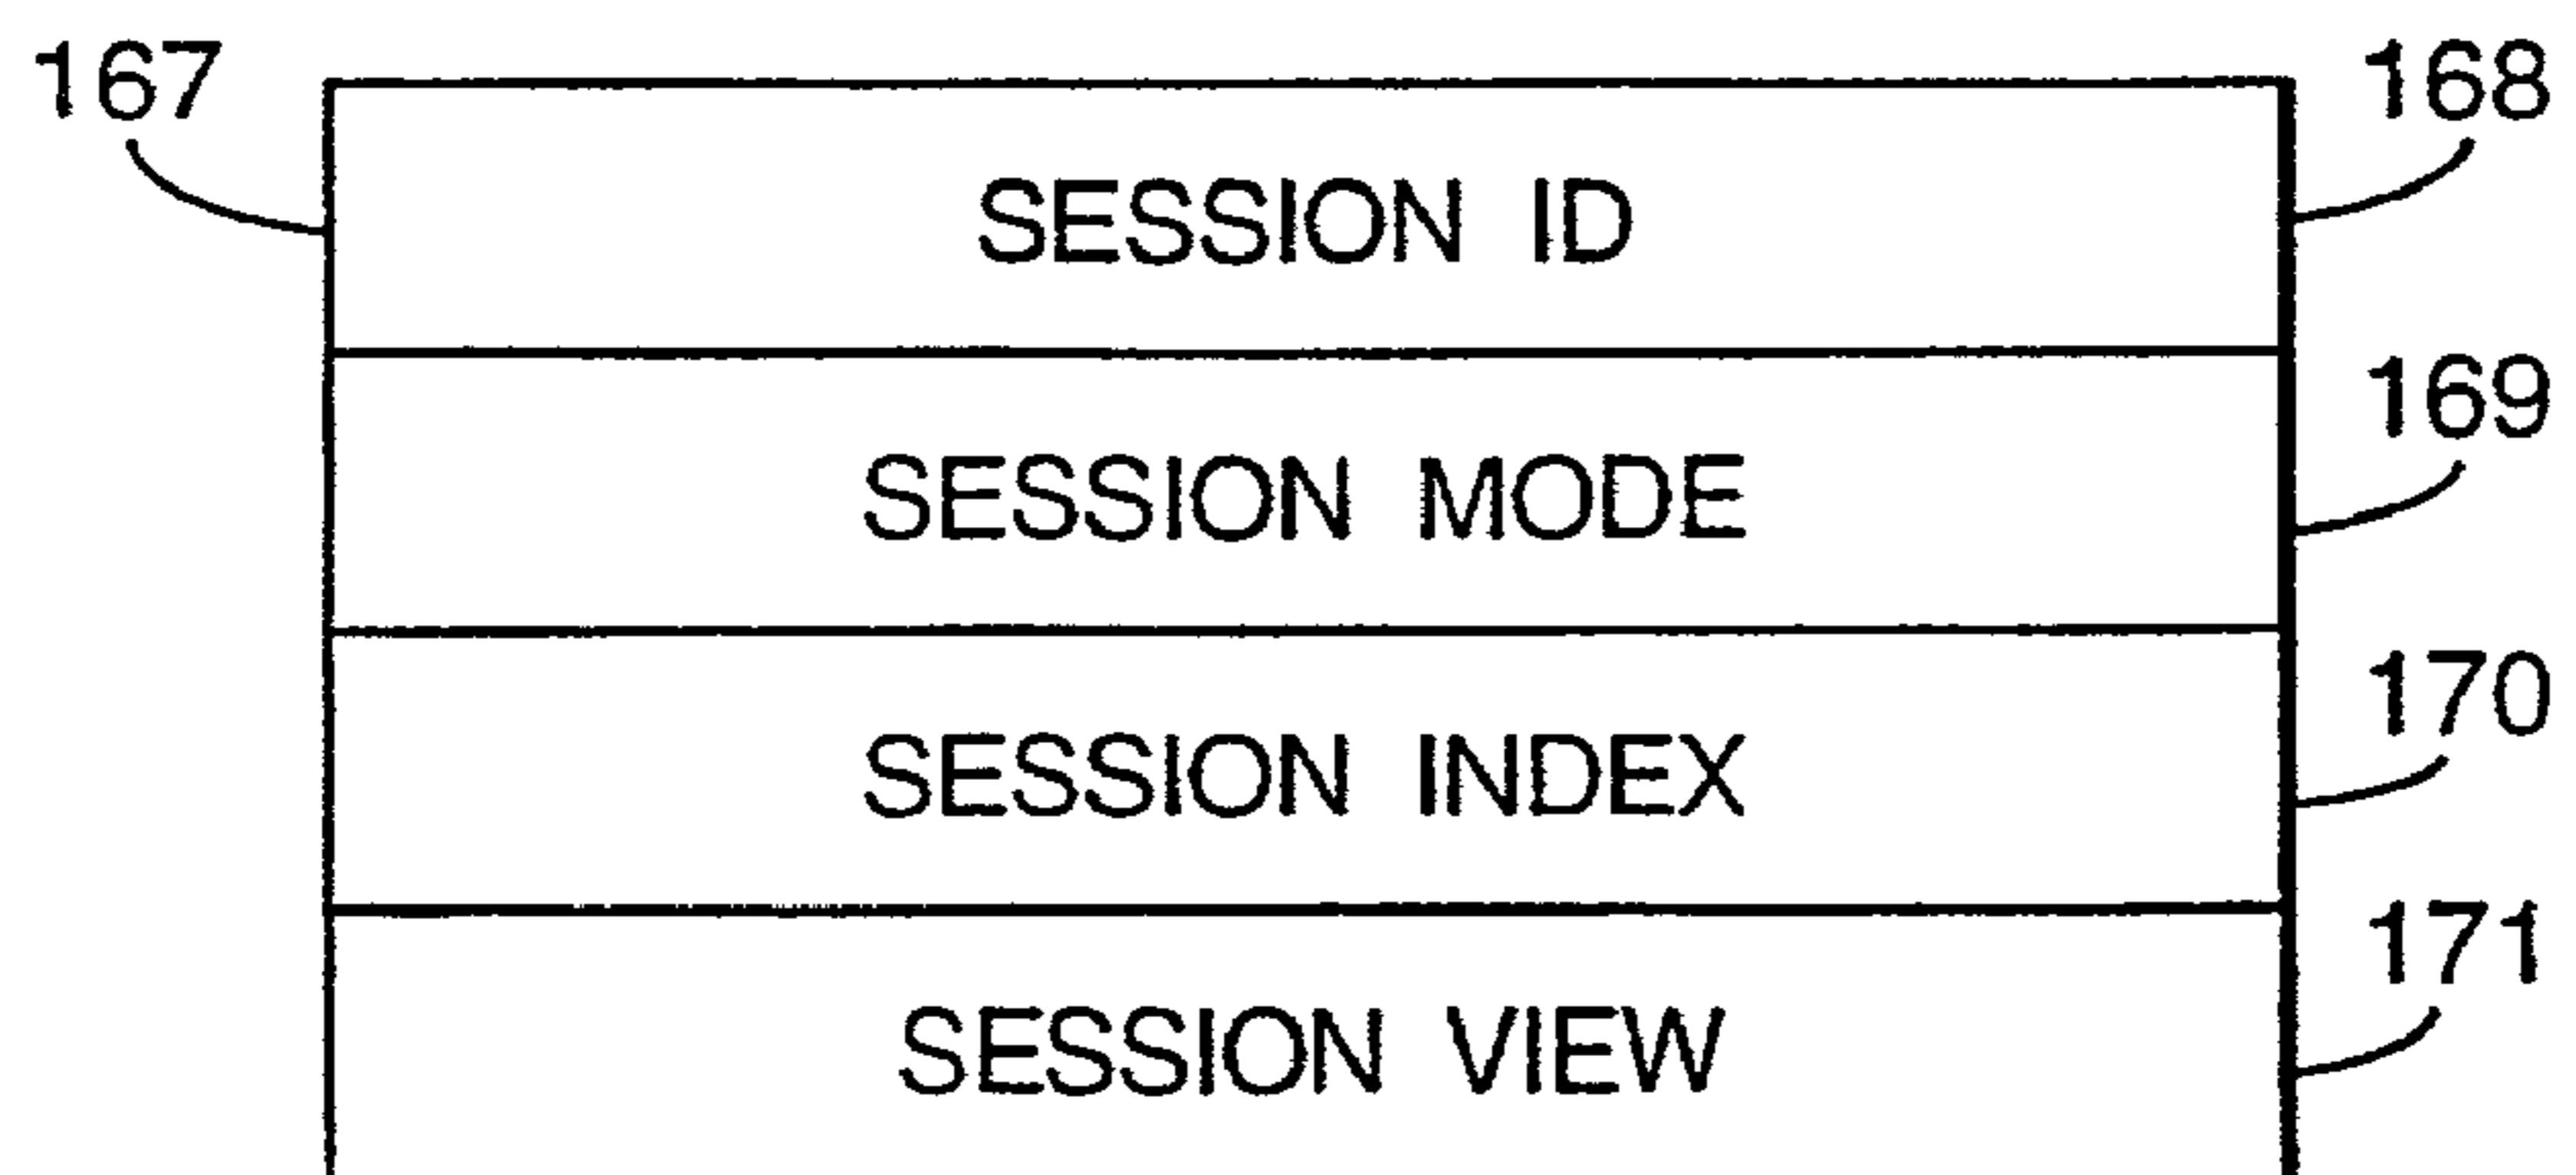 167
168
SESSION ID
169
SESSION MODE
170
SESSION INDEX
171
SESSION VIEW